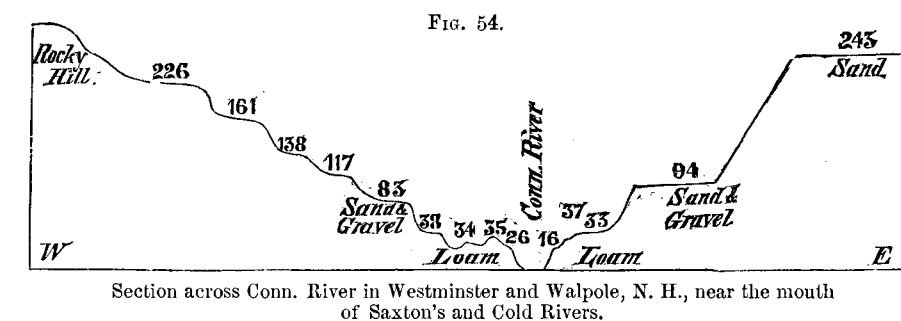 FIG. 54.
Rocky
Hill.
226
161
138
117
83
Sand &
Gravel
38
34
35
26
Loam
Conn. River
16
37
33
Loam
94
Sand &
Gravel
243
Sand
W
E
Section across Conn. River in Westminster and Walpole, N. H., near the mouth
of Saxton's and Cold Rivers.